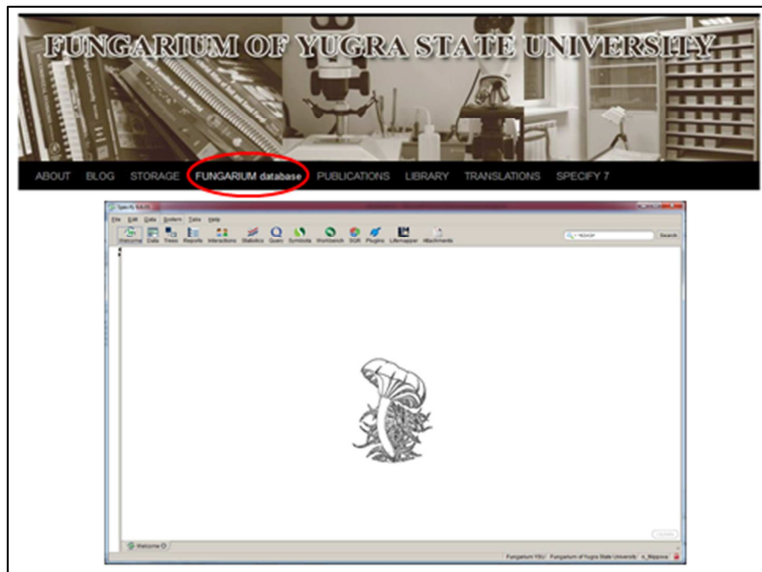 FUNGARIUM OF YUGRA STATE UNIVERSITY
ABOUT BLOG STORAGE FUNGARIUM database PUBLICATIONS LIBRARY TRANSLATIONS SPECIFY 7
File Edit Data System Tabs Help
Welcome Data Trees Reports Interactions Statistics Query Symbiota Workbench SGR Plugins Lifemapper Attachments
Search
Welcome
Fungarium YSU Fungarium of Yugra State University